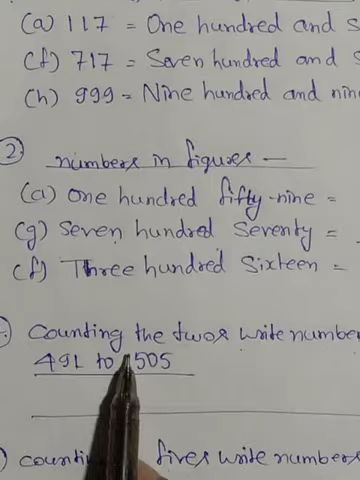 (a) 117 = One hundred and s
(f) 717 = Seven hundred and s
(h) 999 = Nine hundred and nin
2. numbers in figures —
(a) One hundred fifty-nine =
(g) Seven hundred Seventy =
(f) Three hundred Sixteen =
Counting the twos write number
491 to 505
) counti fives write numbers